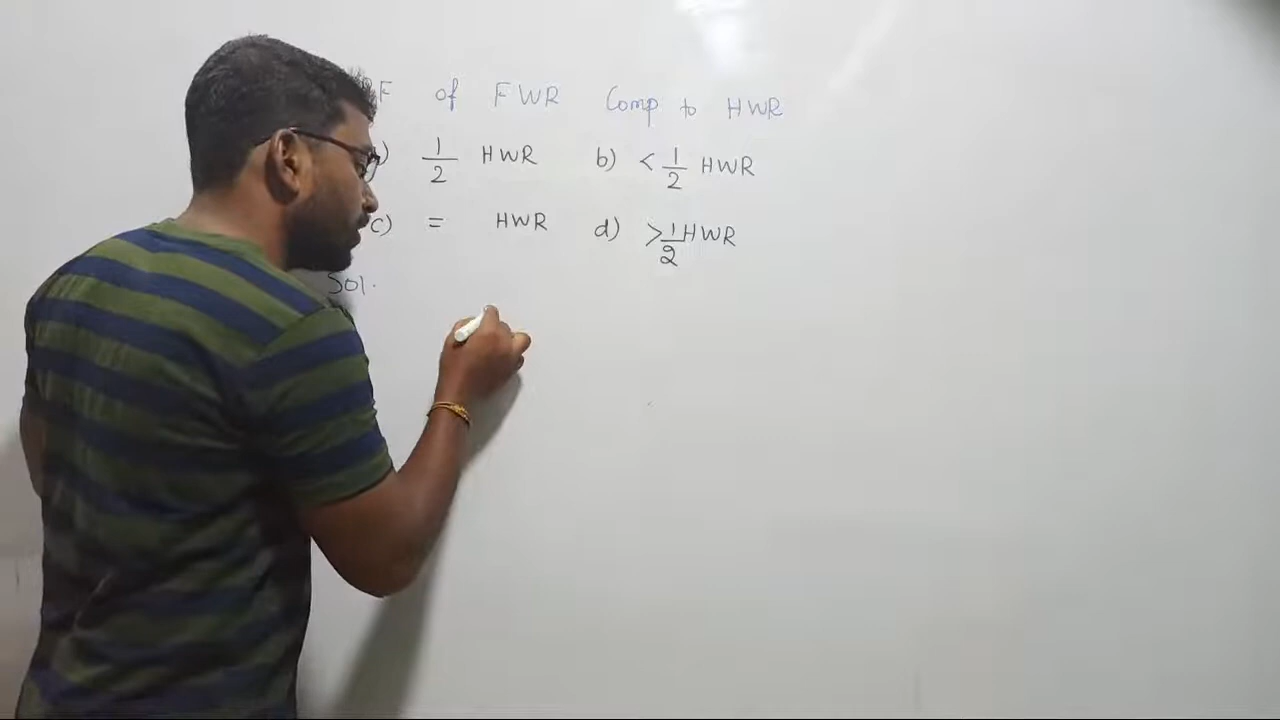 F of FWR Comp to HWR
) 1/2 HWR b) < 1/2 HWR
c) = HWR d) > 1/2 HWR
Sol.